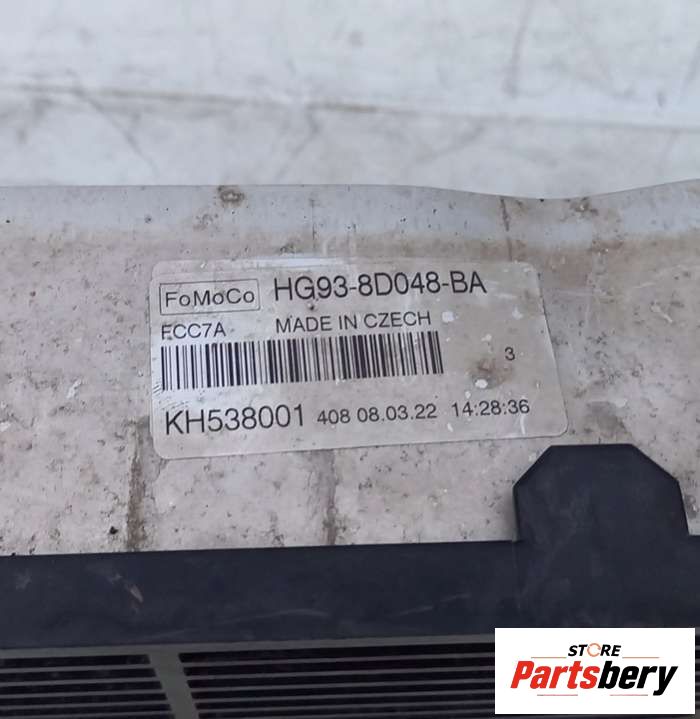 FoMoCo HG93-8D048-BA
FCC7A MADE IN CZECH
3
KH538001 408 08.03.22 14:28:36
STORE
Partsbery